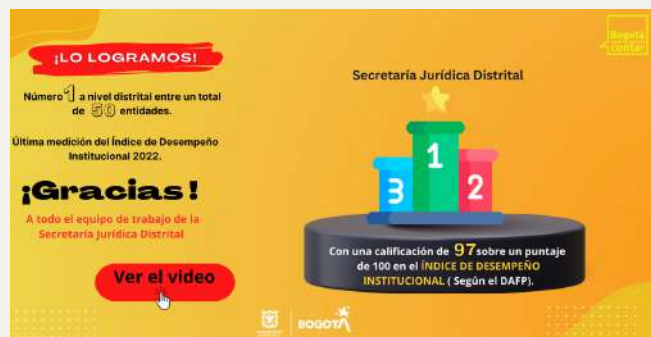 ¡LO LOGRAMOS!
Número 1 a nivel distrital entre un total
de 50 entidades.
Última medición del Índice de Desempeño
Institucional 2022.
¡Gracias!
A todo el equipo de trabajo de la
Secretaría Jurídica Distrital
Ver el video
Bogotá
contar
Secretaría Jurídica Distrital
1
3
2
Con una calificación de 97 sobre un puntaje
de 100 en el ÍNDICE DE DESEMPEÑO
INSTITUCIONAL ( Según el DAFP).
BOGOTÁ